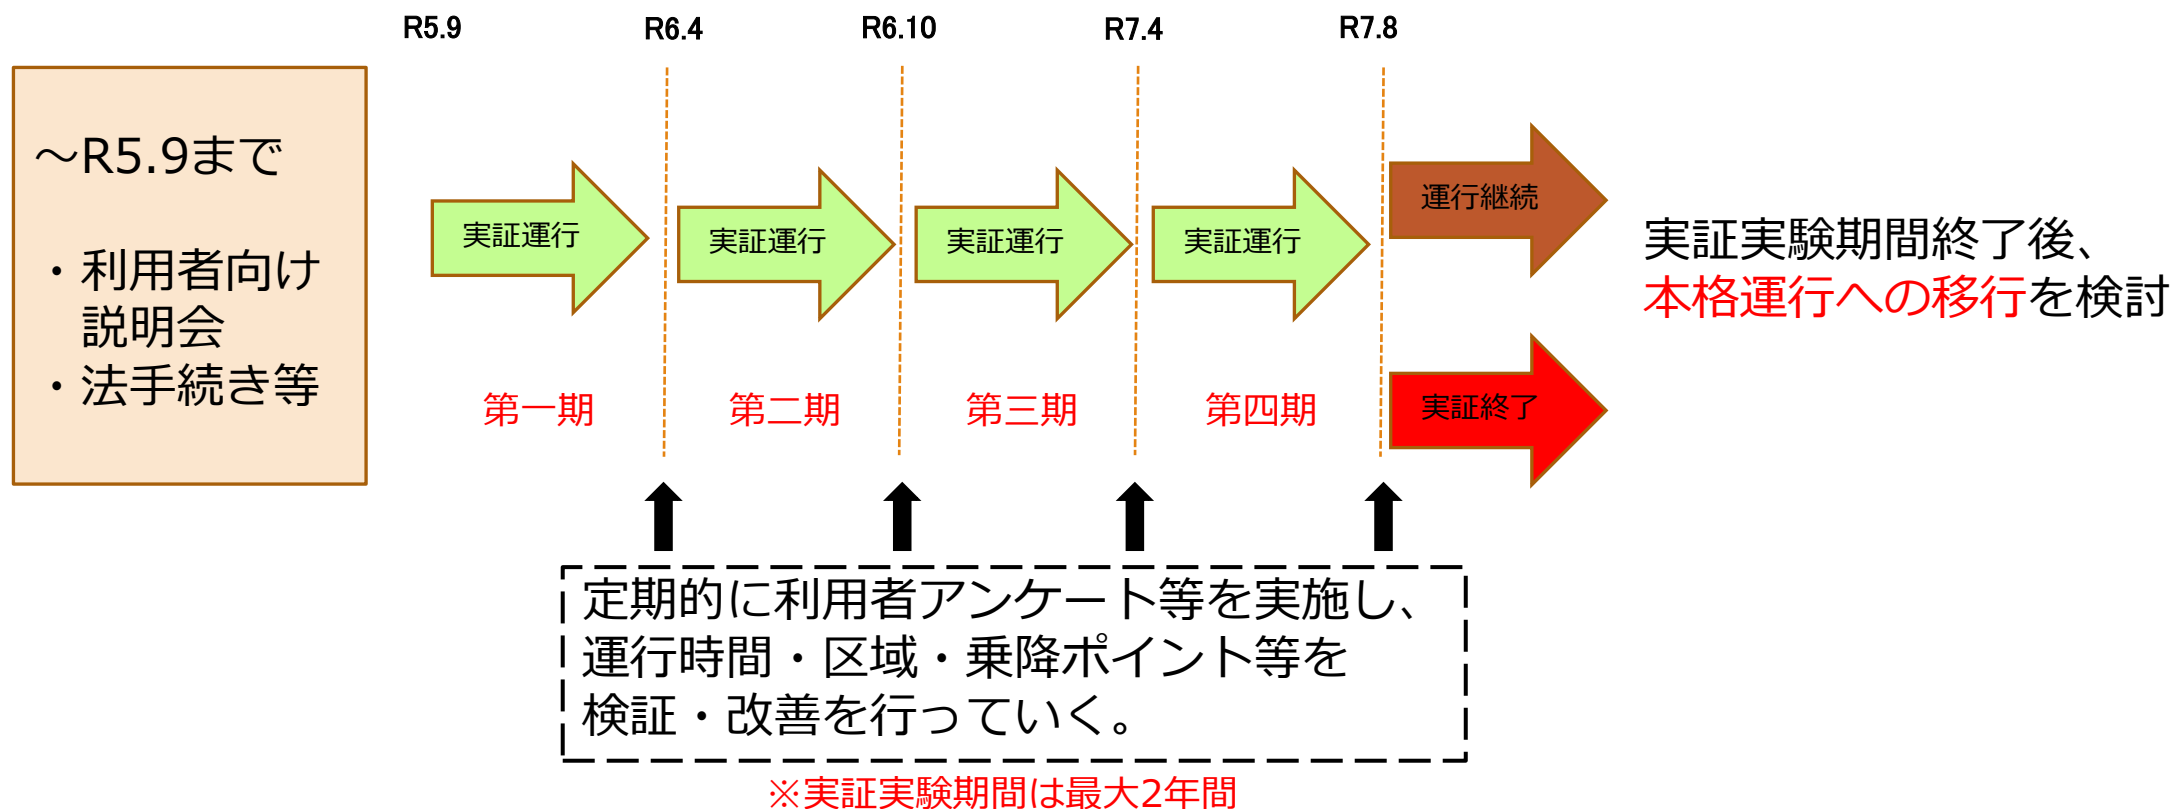 R5.9
R6.4
R6.10
R7.4
R7.8
～R5.9まで
・利用者向け
説明会
・法手続き等
実証運行
実証運行
実証運行
実証運行
運行継続
実証終了
第一期
第二期
第三期
第四期
実証実験期間終了後、
本格運行への移行を検討
定期的に利用者アンケート等を実施し、
運行時間・区域・乗降ポイント等を
検証・改善を行っていく。
※実証実験期間は最大2年間